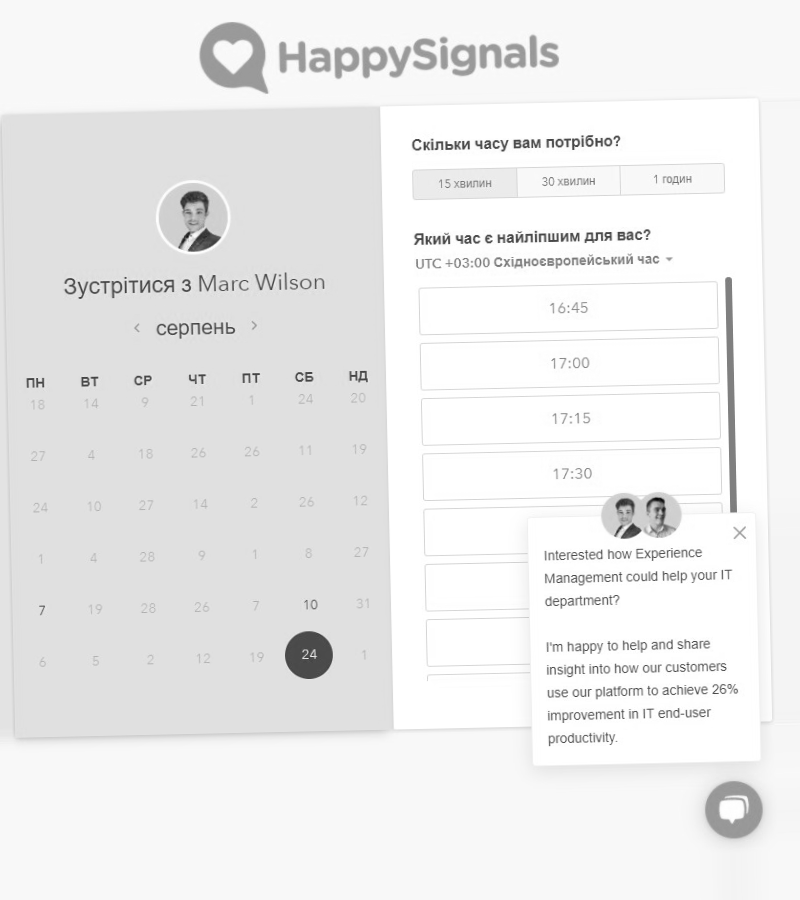 HappySignals
Зустрітися з Marc Wilson
серпень
ПН ВТ СР ЧТ ПТ СБ НД
18 14 9 21 1 24 20
27 4 18 26 26 11 19
24 10 27 14 2 26 12
1 4 28 9 1 8 27
7 19 28 26 7 10 31
6 5 2 12 19 24 1
Скільки часу вам потрібно?
15 хвилин 30 хвилин 1 годин
Який час є найліпшим для вас?
UTC +03:00 Східноєвропейський час
16:45
17:00
17:15
17:30
Interested how Experience
Management could help your IT
department?
I'm happy to help and share
insight into how our customers
use our platform to achieve 26%
improvement in IT end-user
productivity.